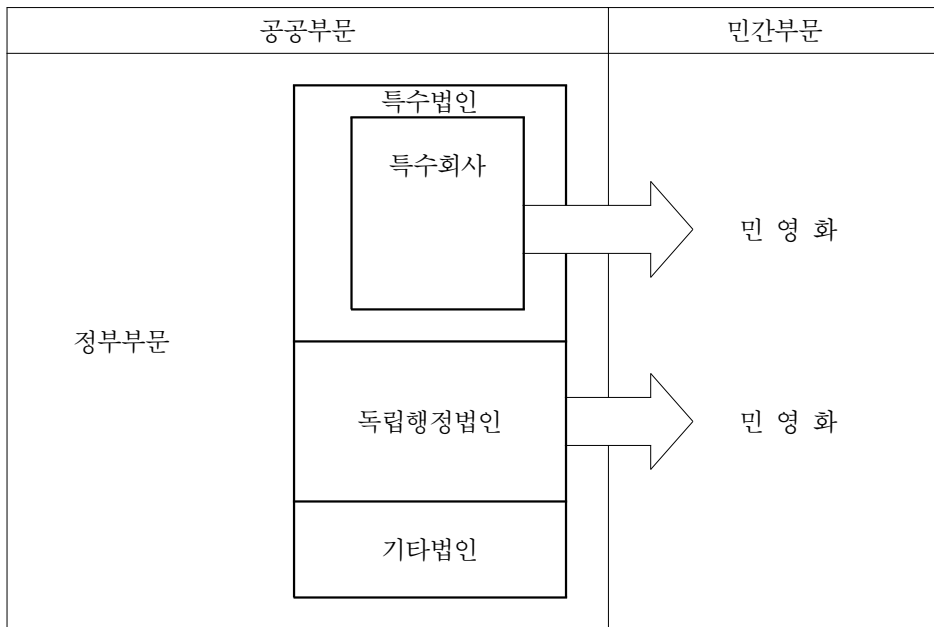 공공부문
민간부문
특수법인
특수회사
민 영 화
정부부문
독립행정법인
민 영 화
기타법인